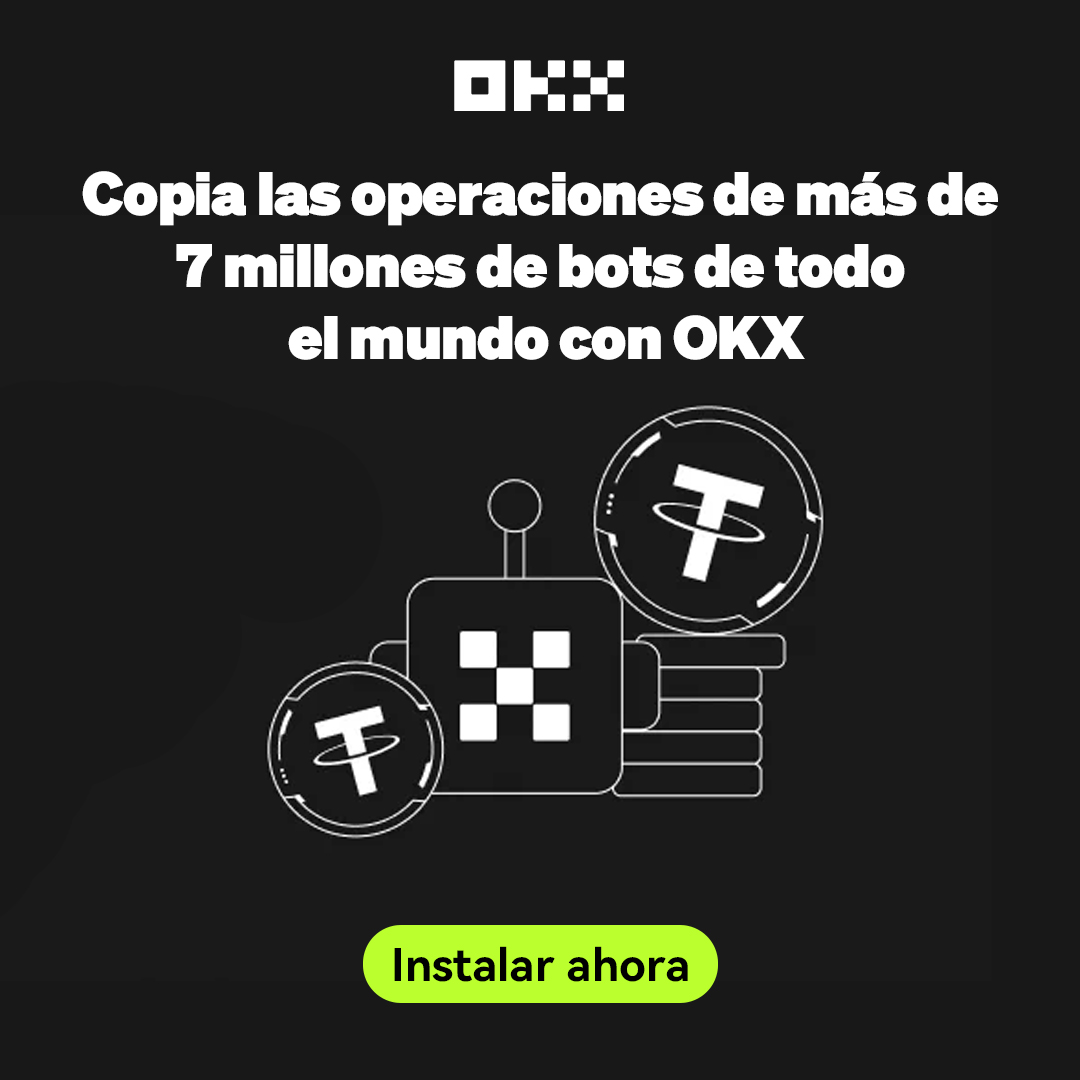 OKX
Copia las operaciones de más de
7 millones de bots de todo
el mundo con OKX
Instalar ahora